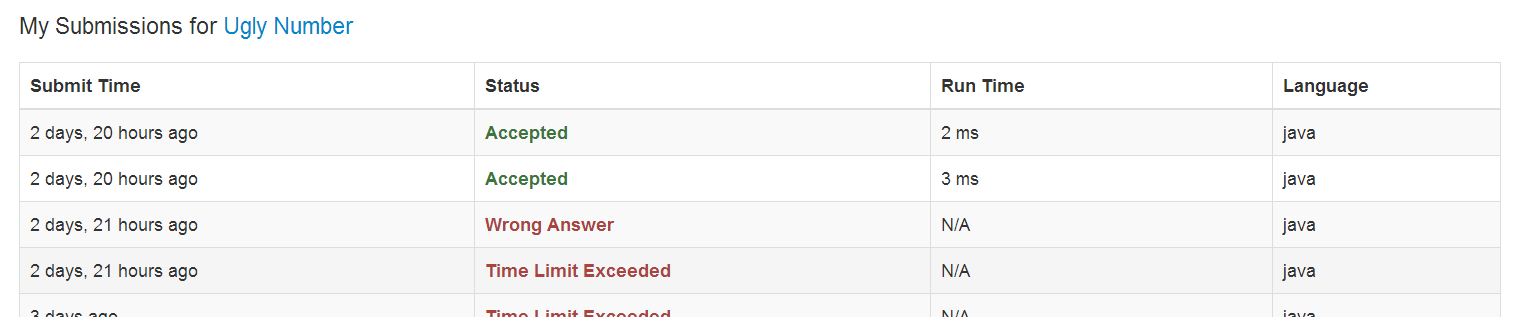 My Submissions for Ugly Number
Submit Time Status Run Time Language
2 days, 20 hours ago Accepted 2 ms java
2 days, 20 hours ago Accepted 3 ms java
2 days, 21 hours ago Wrong Answer N/A java
2 days, 21 hours ago Time Limit Exceeded N/A java
3 days ago Time Limit Exceeded N/A java